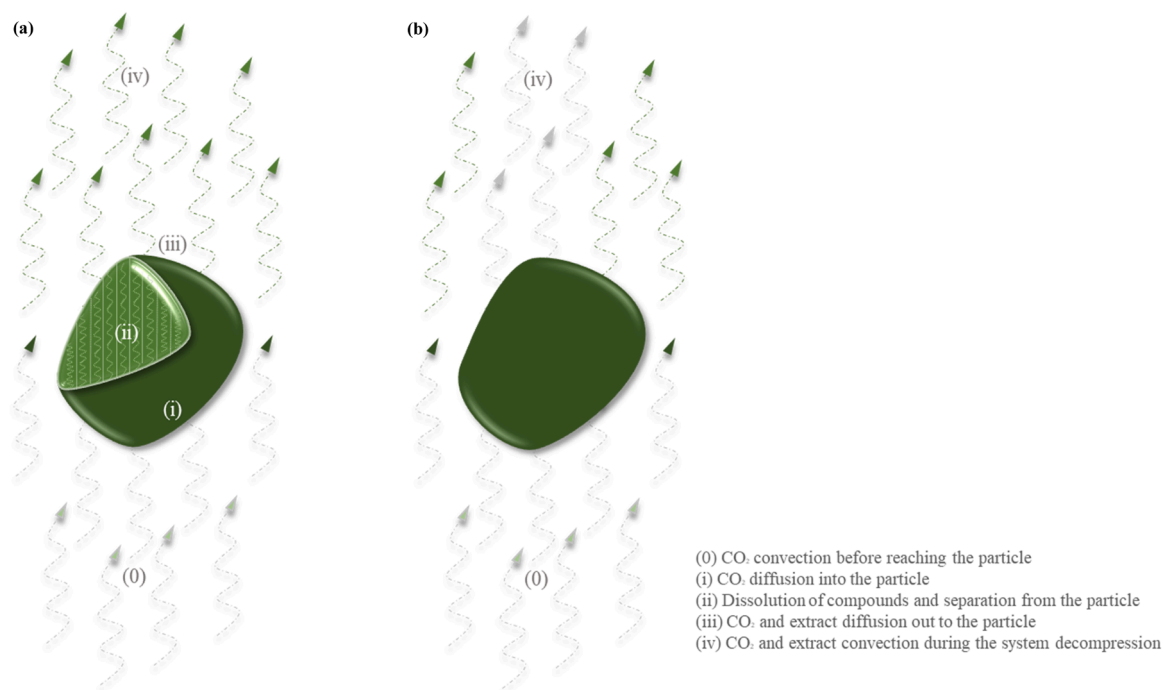 (a)
(b)
(iv)
(iv)
(iii)
(ii)
(i)
(0)
(0)
(0) CO₂ convection before reaching the particle
(i) CO₂ diffusion into the particle
(ii) Dissolution of compounds and separation from the particle
(iii) CO₂ and extract diffusion out to the particle
(iv) CO₂ and extract convection during the system decompression